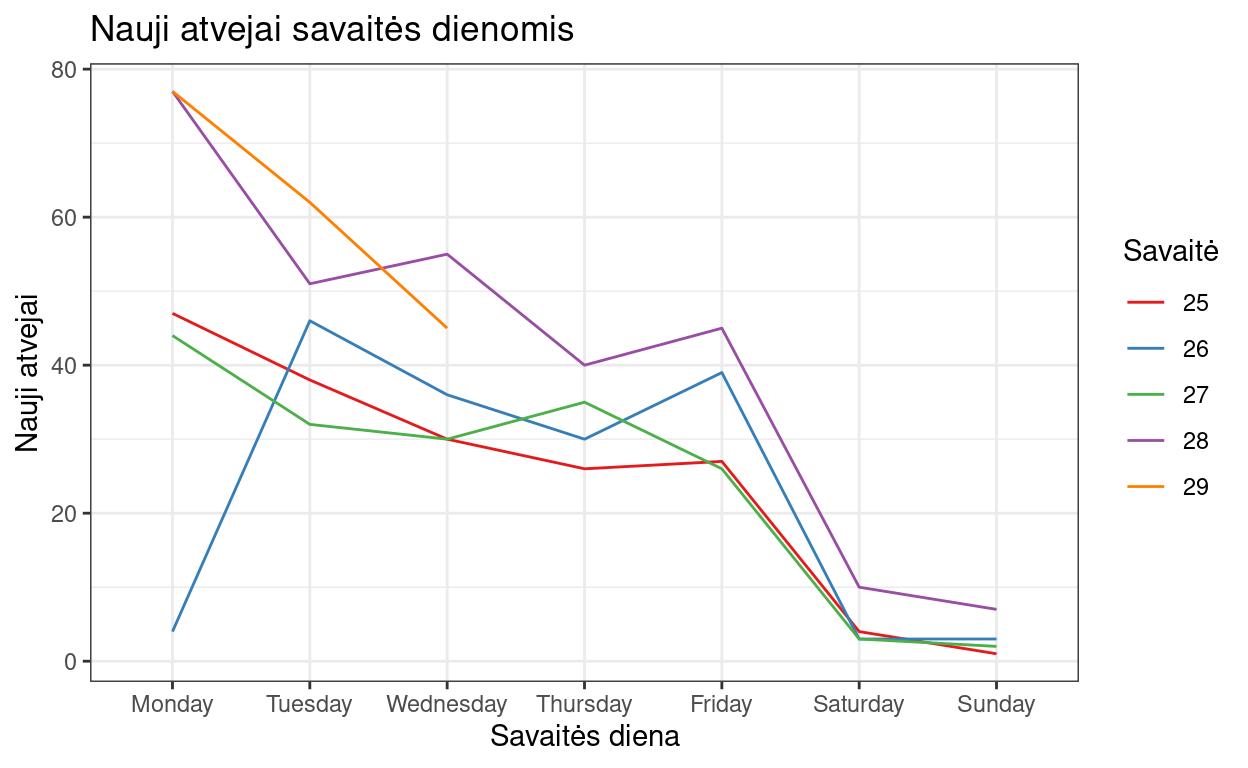 Nauji atvejai savaitės dienomis
Nauji atvejai
80
60
40
20
0
Monday Tuesday Wednesday Thursday Friday Saturday Sunday
Savaitės diena
Savaitė
25
26
27
28
29